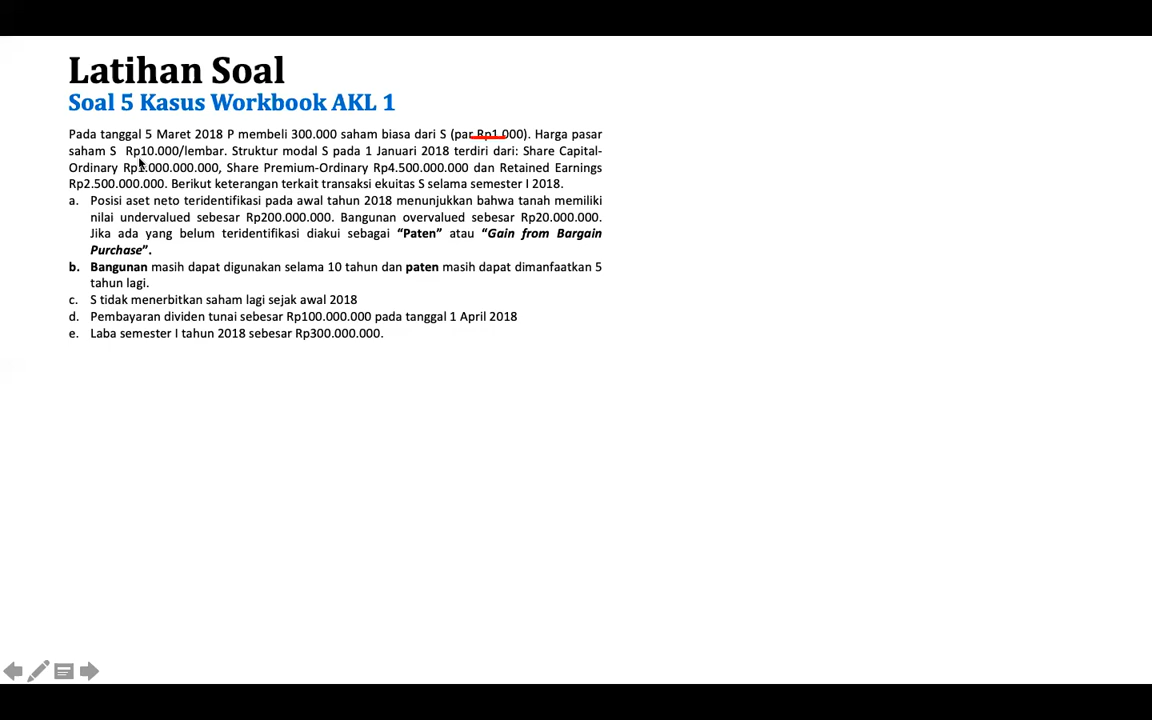 Latihan Soal
Soal 5 Kasus Workbook AKL 1
Pada tanggal 5 Maret 2018 P membeli 300.000 saham biasa dari S (par Rp1.000). Harga pasar
saham S Rp10.000/lembar. Struktur modal S pada 1 Januari 2018 terdiri dari: Share Capital-
Ordinary Rp1.000.000.000, Share Premium-Ordinary Rp4.500.000.000 dan Retained Earnings
Rp2.500.000.000. Berikut keterangan terkait transaksi ekuitas S selama semester I 2018.
a. Posisi aset neto teridentifikasi pada awal tahun 2018 menunjukkan bahwa tanah memiliki
nilai undervalued sebesar Rp200.000.000. Bangunan overvalued sebesar Rp20.000.000.
Jika ada yang belum teridentifikasi diakui sebagai “Paten” atau “Gain from Bargain
Purchase”.
b. Bangunan masih dapat digunakan selama 10 tahun dan paten masih dapat dimanfaatkan 5
tahun lagi.
c. S tidak menerbitkan saham lagi sejak awal 2018
d. Pembayaran dividen tunai sebesar Rp100.000.000 pada tanggal 1 April 2018
e. Laba semester I tahun 2018 sebesar Rp300.000.000.